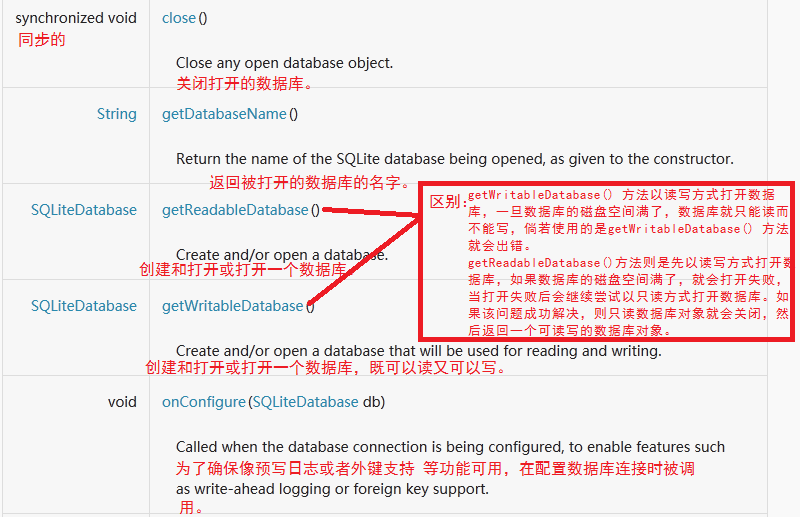 synchronized void close()
同步的
Close any open database object.
关闭打开的数据库。
String getDatabaseName()
Return the name of the SQLite database being opened, as given to the constructor.
返回被打开的数据库的名字。
SQLiteDatabase getReadableDatabase()
Create and/or open a database.
创建和打开或打开一个数据库。
区别：
getWritableDatabase() 方法以读写方式打开数据
库，一旦数据库的磁盘空间满了，数据库就只能读而
不能写，倘若使用的是getWritableDatabase() 方法
就会出错。
getReadableDatabase()方法则是先以读写方式打开数
据库，如果数据库的磁盘空间满了，就会打开失败，
当打开失败后会继续尝试以只读方式打开数据库。如
果该问题成功解决，则只读数据库对象就会关闭，然
后返回一个可读写的数据库对象。
SQLiteDatabase getWritableDatabase()
Create and/or open a database that will be used for reading and writing.
创建和打开或打开一个数据库，既可以读又可以写。
void onConfigure(SQLiteDatabase db)
Called when the database connection is being configured, to enable features such
为了确保像预写日志或者外键支持 等功能可用，在配置数据库连接时被调
as write-ahead logging or foreign key support.
用。